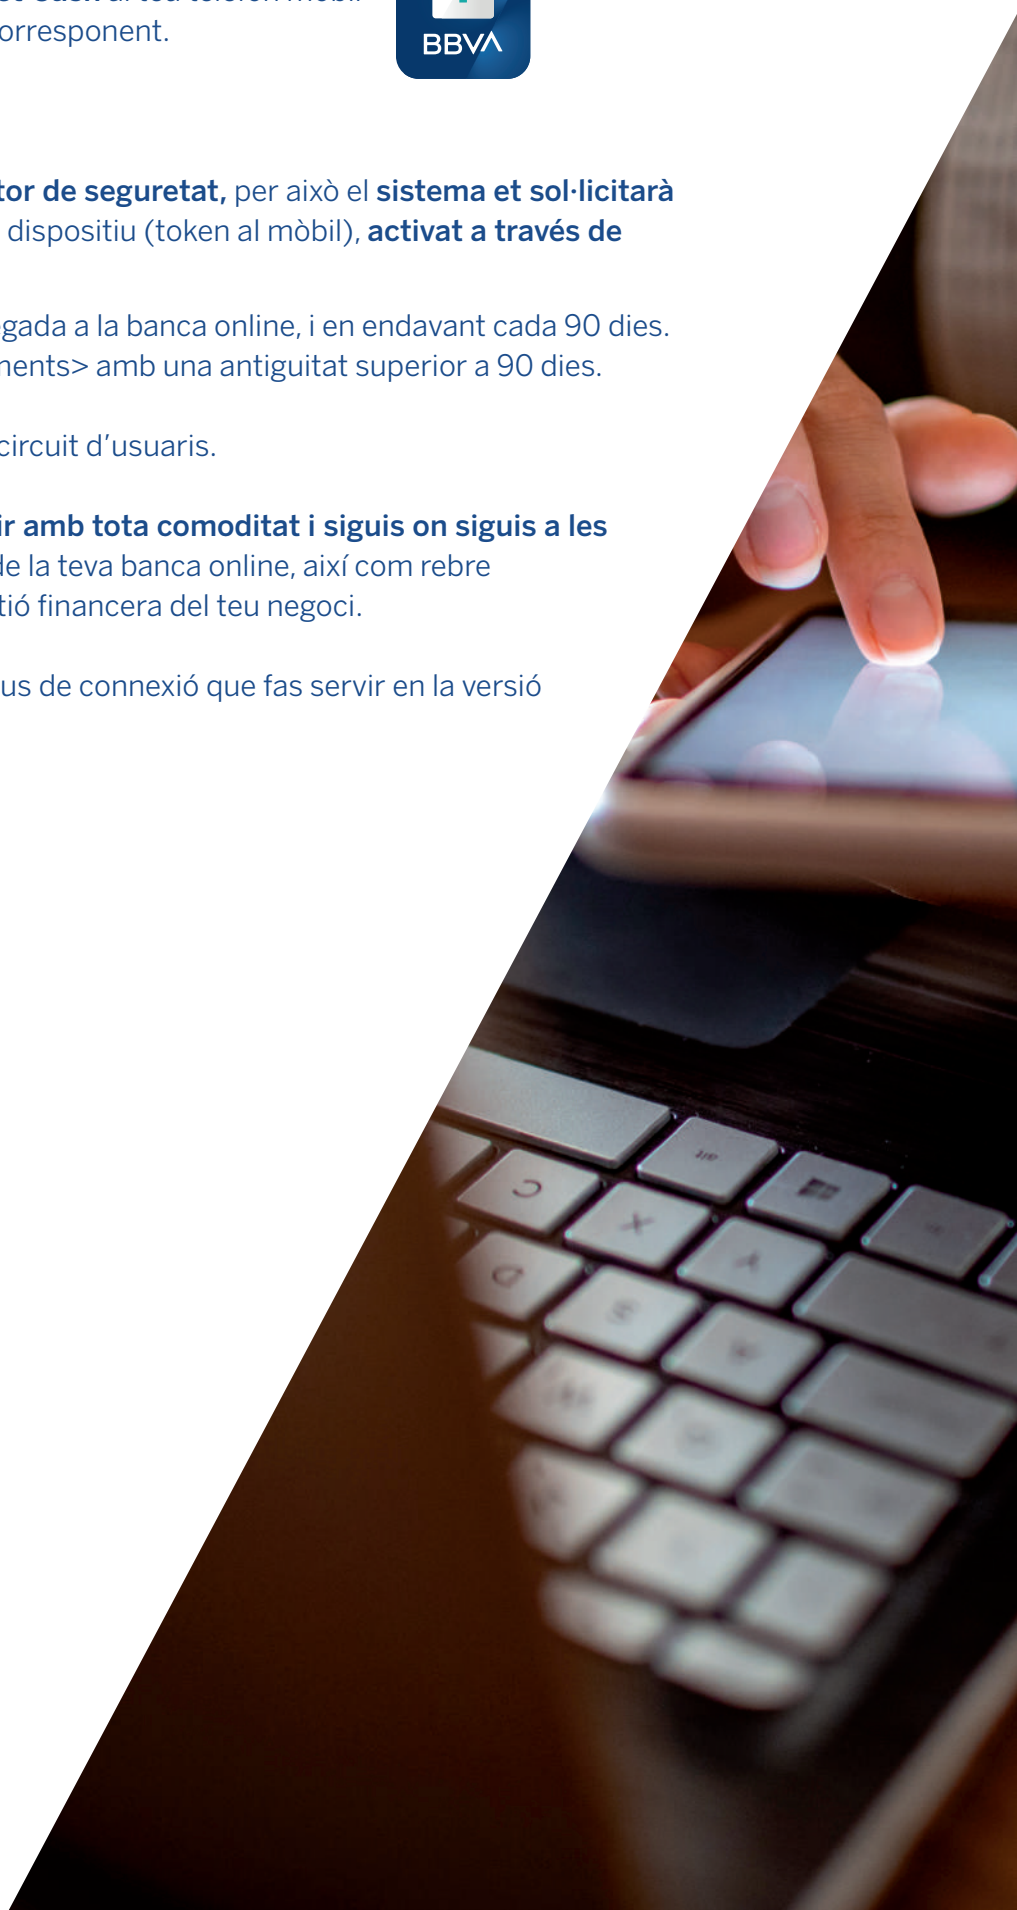 orresponent.
BBVA
tor de seguretat, per això el sistema et sol·licitarà
dispositiu (token al mòbil), activat a través de
gada a la banca online, i en endavant cada 90 dies.
nents> amb una antiguitat superior a 90 dies.
circuit d’usuaris.
ir amb tota comoditat i siguis on siguis a les
de la teva banca online, així com rebre
tió financera del teu negoci.
us de connexió que fas servir en la versió
alt
C
X
D